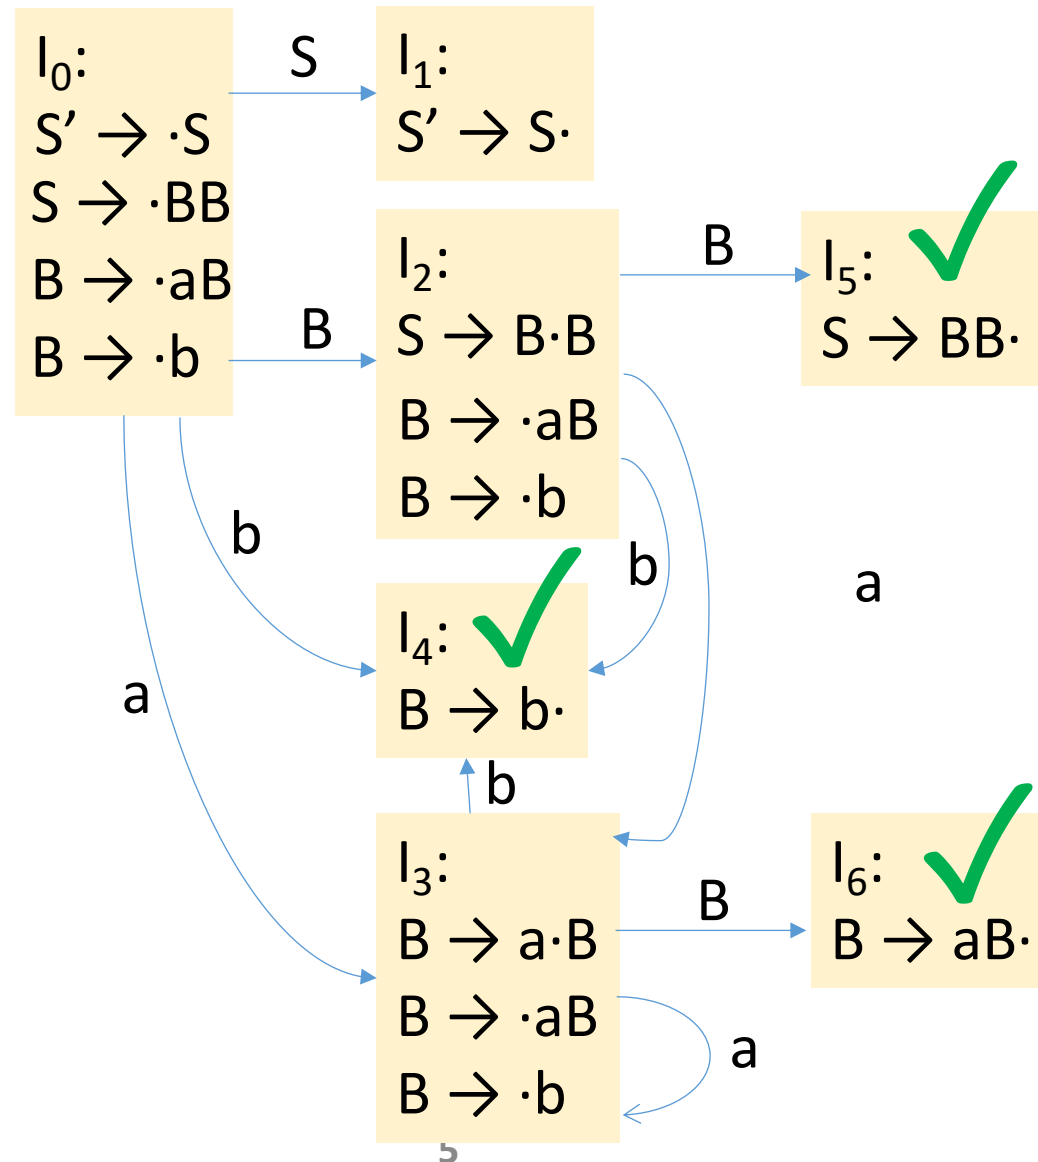 I₀:
S′ → ·S
S → ·BB
B → ·aB
B → ·b
S
I₁:
S′ → S·
B
I₂:
S → B·B
B → ·aB
B → ·b
B
I₅:
S → BB·
b
b
a
a
I₄:
B → b·
b
I₃:
B → a·B
B → ·aB
B → ·b
B
I₆:
B → aB·
a
5